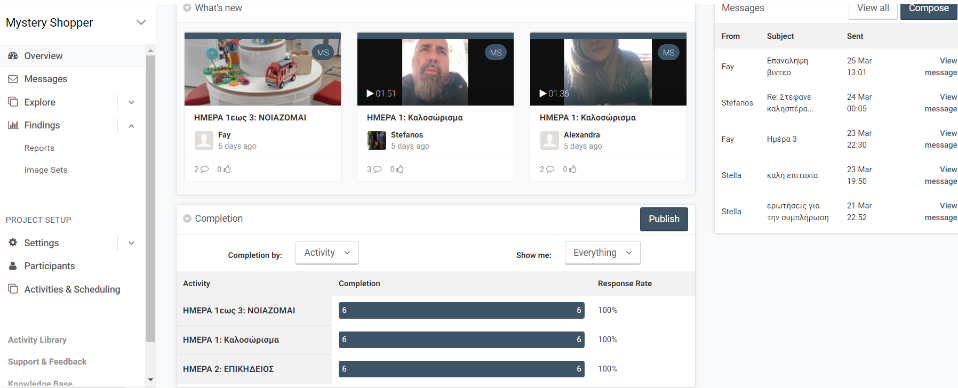 Mystery Shopper
Overview
Messages
Explore
Findings
Reports
Image Sets
PROJECT SETUP
Settings
Participants
Activities & Scheduling
Activity Library
Support & Feedback
Knowledge Base
What's new
MS
ΗΜΕΡΑ 1εως 3: ΝΟΙΑΖΟΜΑΙ
Fay
5 days ago
2 0
MS
01:51
ΗΜΕΡΑ 1: Καλοσώρισμα
Stefanos
5 days ago
3 0
MS
01:36
ΗΜΕΡΑ 1: Καλοσώρισμα
Alexandra
5 days ago
2 0
Completion
Publish
Completion by: Activity Show me: Everything
Activity Completion Response Rate
ΗΜΕΡΑ 1εως 3: ΝΟΙΑΖΟΜΑΙ 6 6 100%
ΗΜΕΡΑ 1: Καλοσώρισμα 6 6 100%
ΗΜΕΡΑ 2: ΕΠΙΚΗΔΕΙΟΣ 6 6 100%
Messages View all Compose
From Subject Sent
Fay Επαναληψη 25 Mar View
βιντεο 13:01 message
Stefanos Re: Στέφανε 24 Mar View
καλησπέρα... 00:05 message
Fay Ημέρα 3 23 Mar View
22:30 message
Stella καλή επιτυχία 23 Mar View
19:50 message
Stella ερωτήσεις για 21 Mar View
την συμπλήρωση 22:52 message